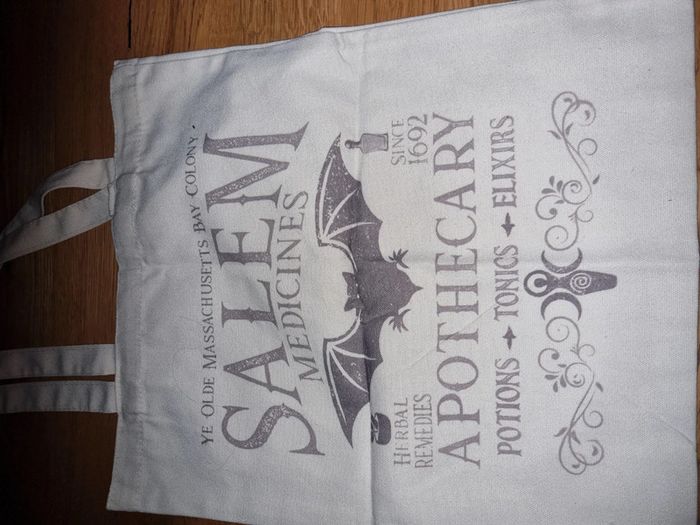 Ye Olde Massachusetts Bay Colony.
SALEM
MEDICINES
HERBAL
REMEDIES
SINCE
1692
APOTHECARY
POTIONS TONICS ELIXIRS